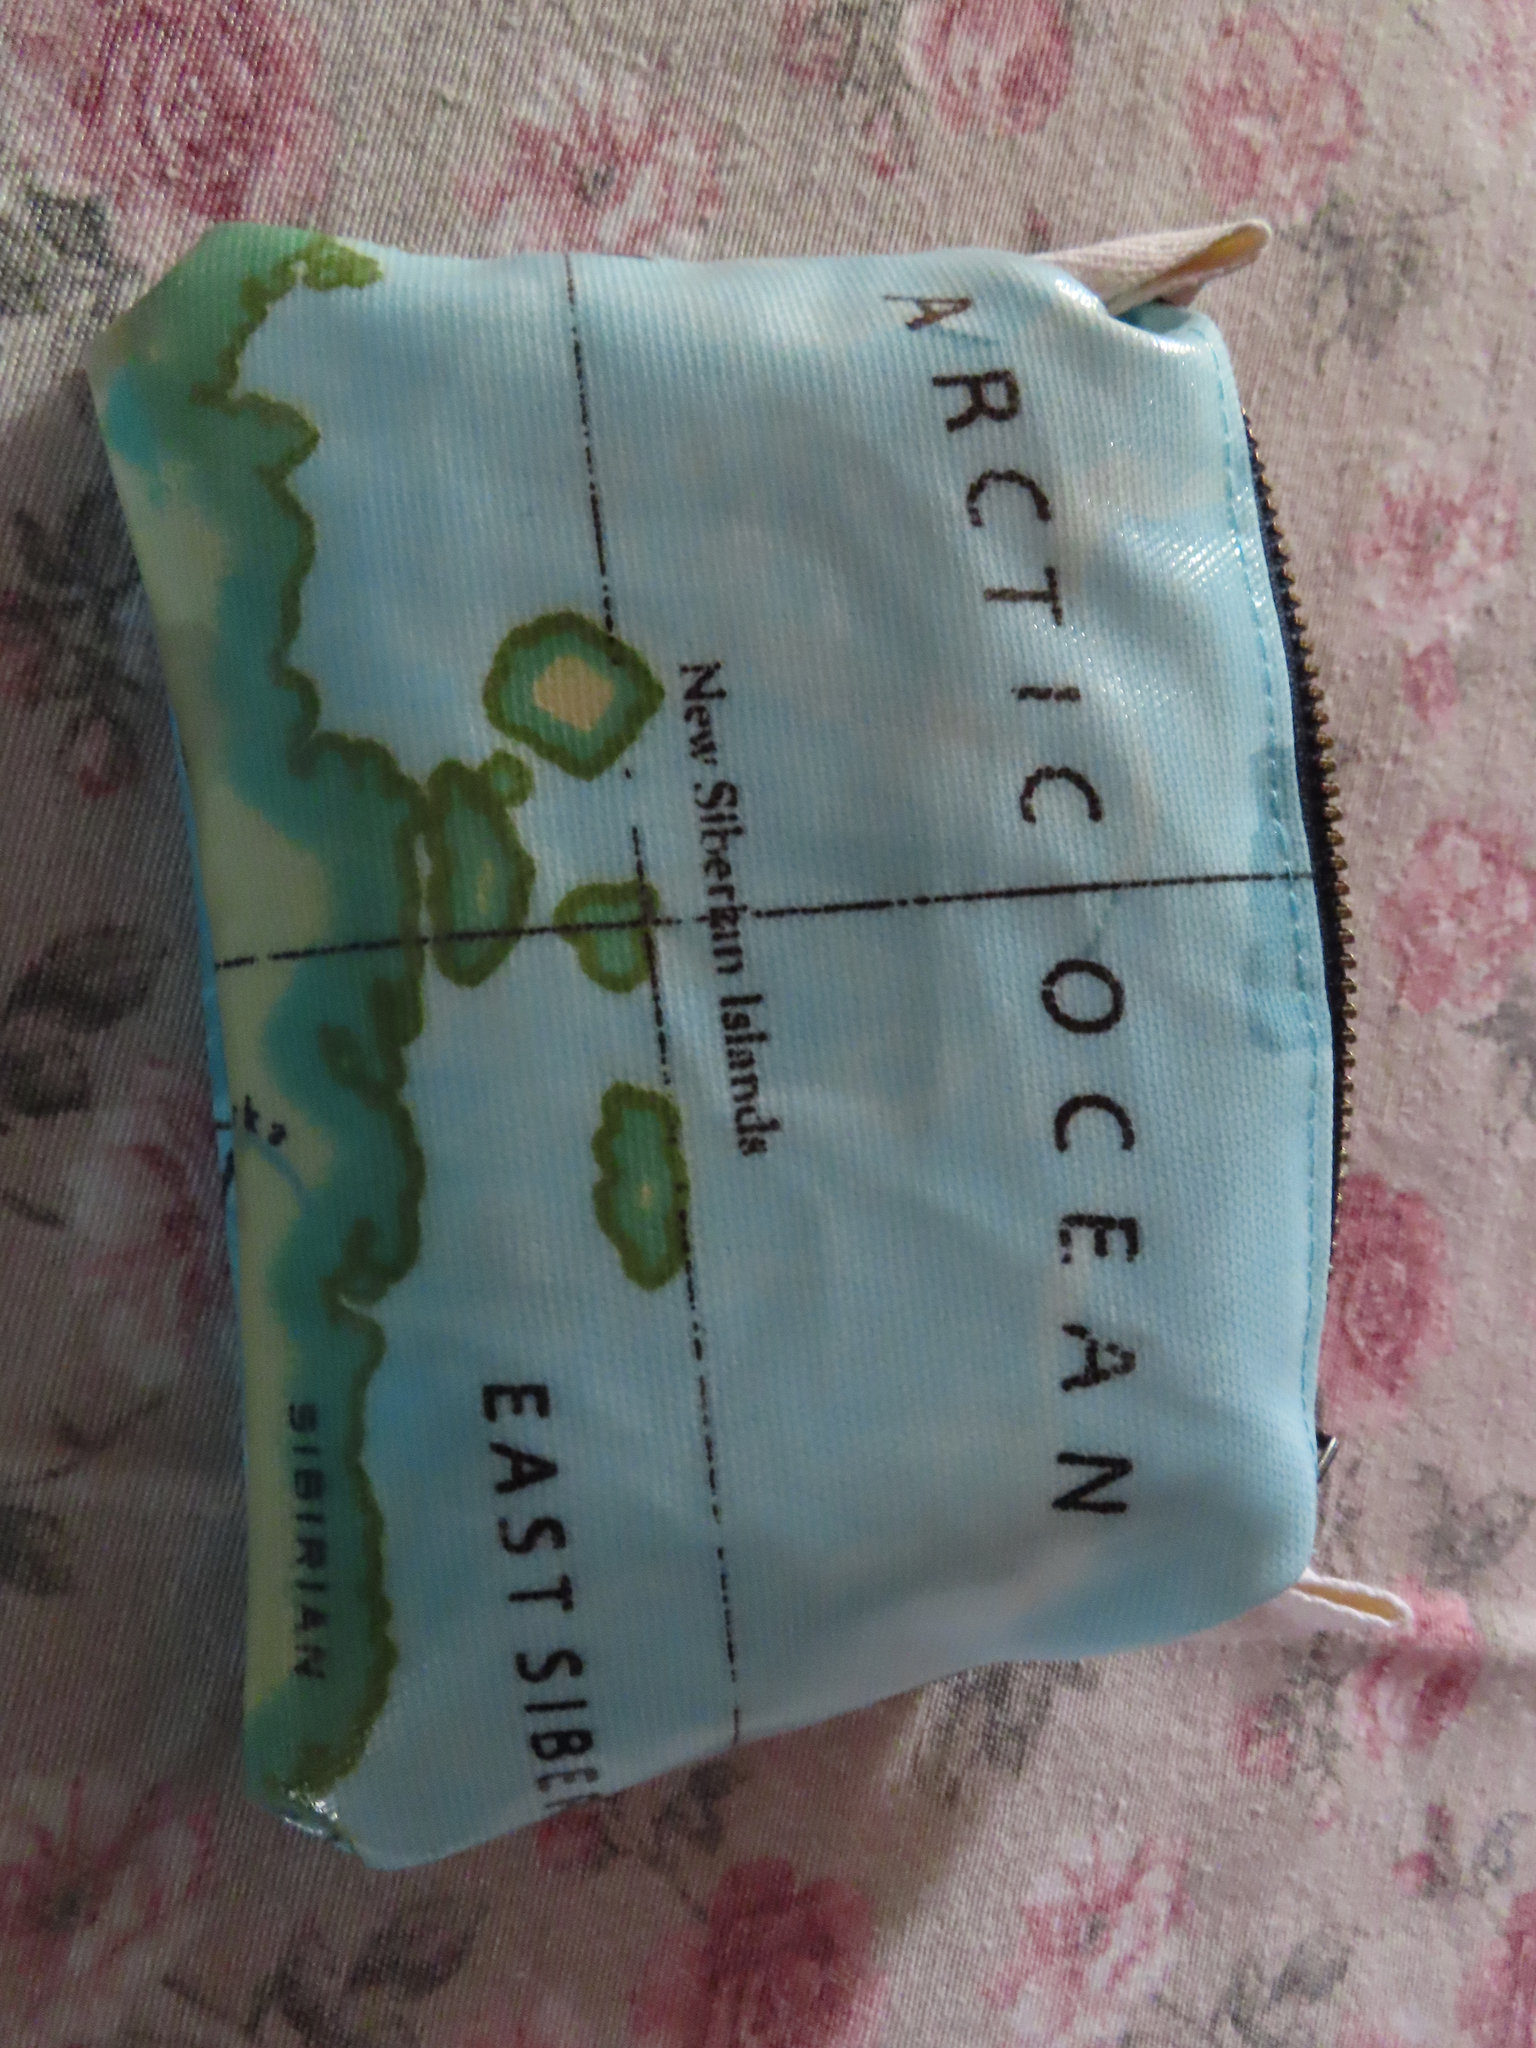 ARCTIC OCEAN
New Siberian Islands
EAST SIBE
SIBIRIAN